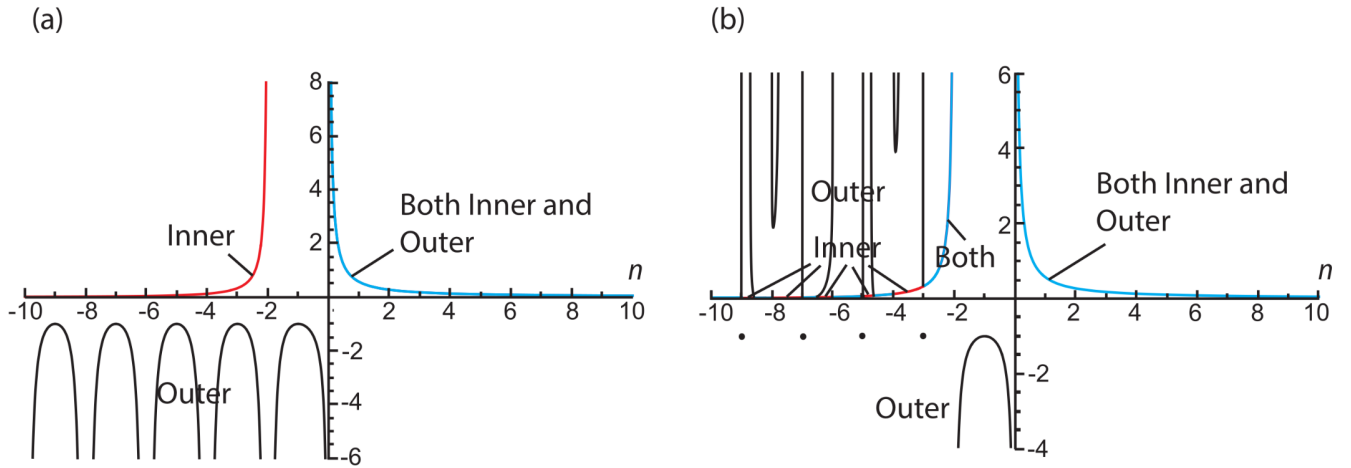 (a)
(b)
8
6
4
2
Both Inner and
Outer
Inner
n
-10 -8 -6 -4 -2 2 4 6 8 10
-2
Outer
-4
-6
6
4
2
Outer
Both Inner and
Outer
Inner
Both
n
-10 -8 -6 -4 -2 2 4 6 8 10
-2
Outer
-4